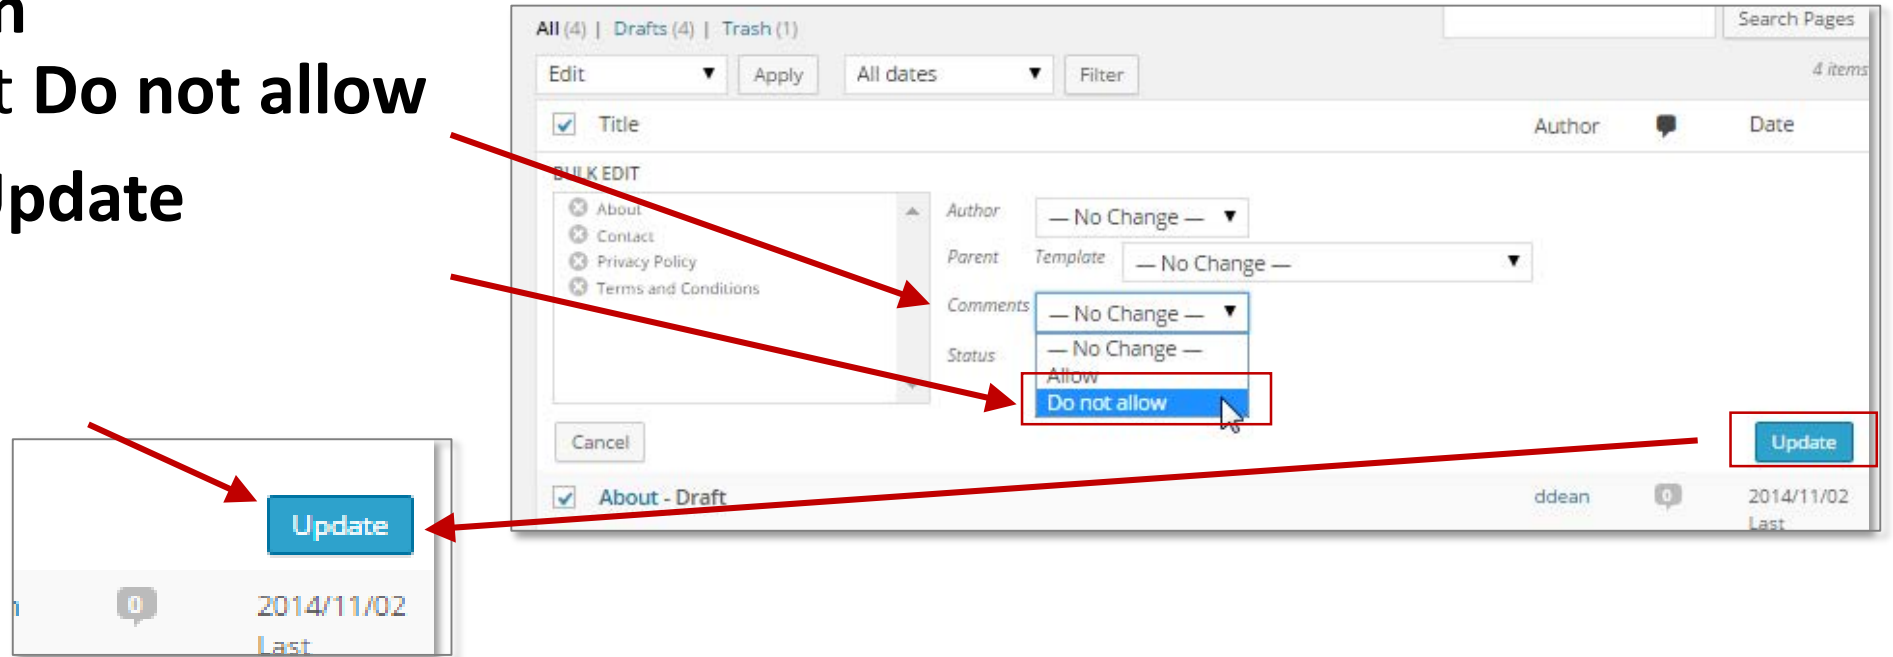 n
t Do not allow
Update
All (4) | Drafts (4) | Trash (1)
Search Pages
Edit Apply All dates Filter
4 items
Title Author Date
BULK EDIT
About
Contact
Privacy Policy
Terms and Conditions
Author — No Change —
Parent Template — No Change —
Comments — No Change —
— No Change —
Status
Allow
Do not allow
Cancel
Update
About - Draft ddean 0 2014/11/02
Last
Update
0 2014/11/02
Last